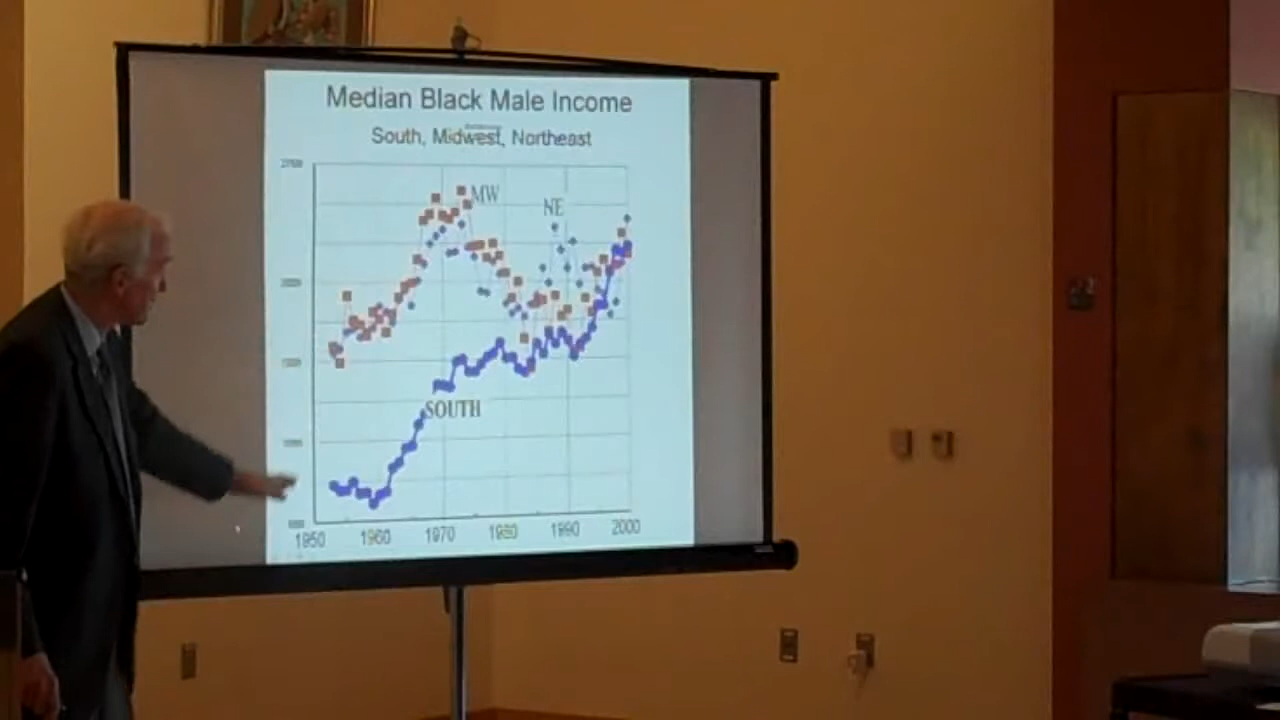 Median Black Male Income
South, Midwest, Northeast
MW
NE
SOUTH
1950 1960 1970 1980 1990 2000